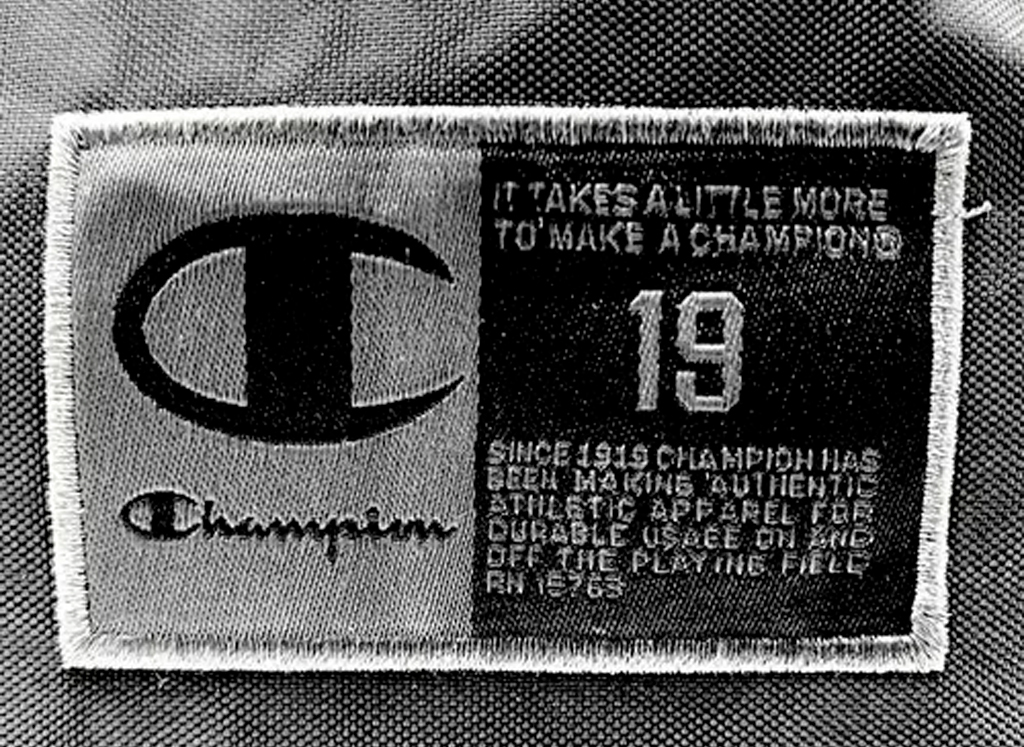 IT TAKES A LITTLE MORE
TO MAKE A CHAMPION®
19
SINCE 1919 CHAMPION HAS
BEEN MAKING AUTHENTIC
ATHLETIC APPAREL FOR
DURABLE USAGE ON AND
OFF THE PLAYING FIELD
RN 15763
Champion